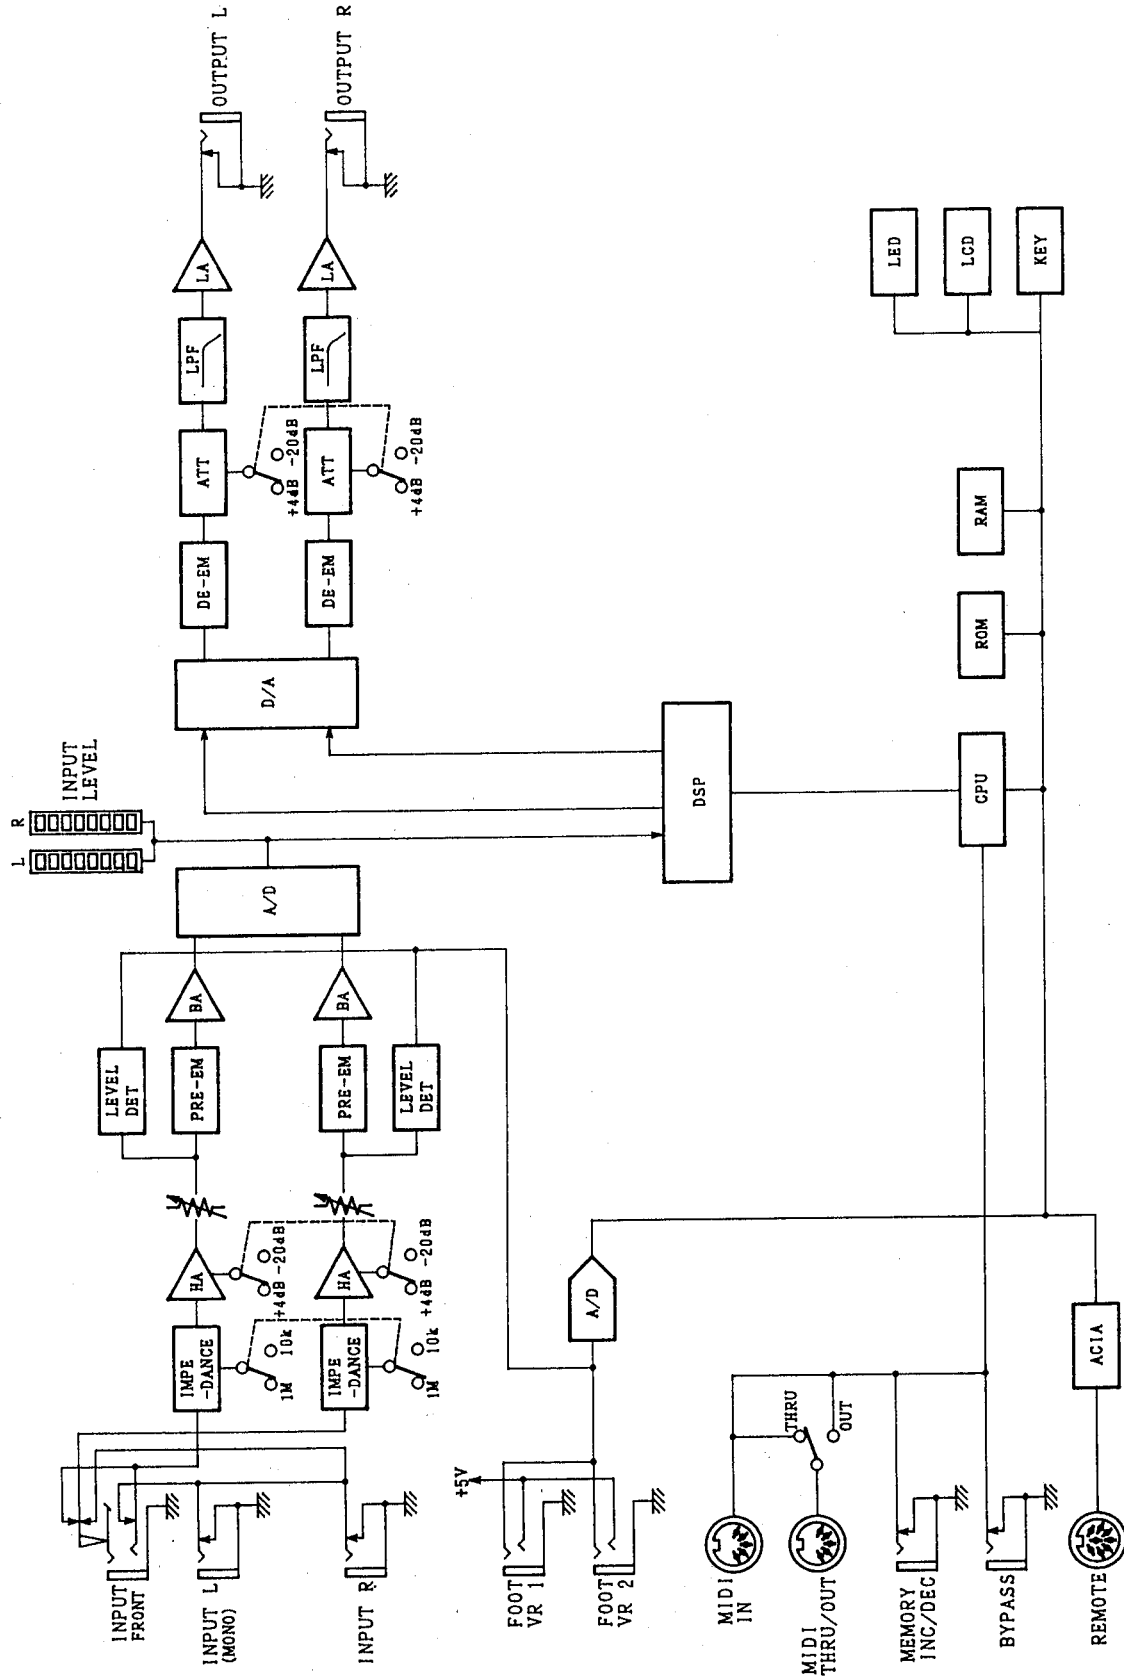 INPUT
FRONT
INPUT L
(MONO)
INPUT R
IMPE
-DANCE
1M
10k
IMPE
-DANCE
1M
10k
HA
+4dB
-20dB
HA
+4dB
-20dB
LEVEL
DET
PRE-EM
PRE-EM
LEVEL
DET
BA
BA
A/D
L
R
INPUT
LEVEL
D/A
DE-EM
DE-EM
ATT
+4dB
-20dB
ATT
+4dB
-20dB
LPF
LPF
LA
LA
OUTPUT L
OUTPUT R
FOOT
VR 1
FOOT
VR 2
+5V
A/D
DSP
MIDI
IN
MIDI
THRU/OUT
THRU
OUT
MEMORY
INC/DEC
BYPASS
REMOTE
ACIA
CPU
ROM
RAM
LED
LCD
KEY